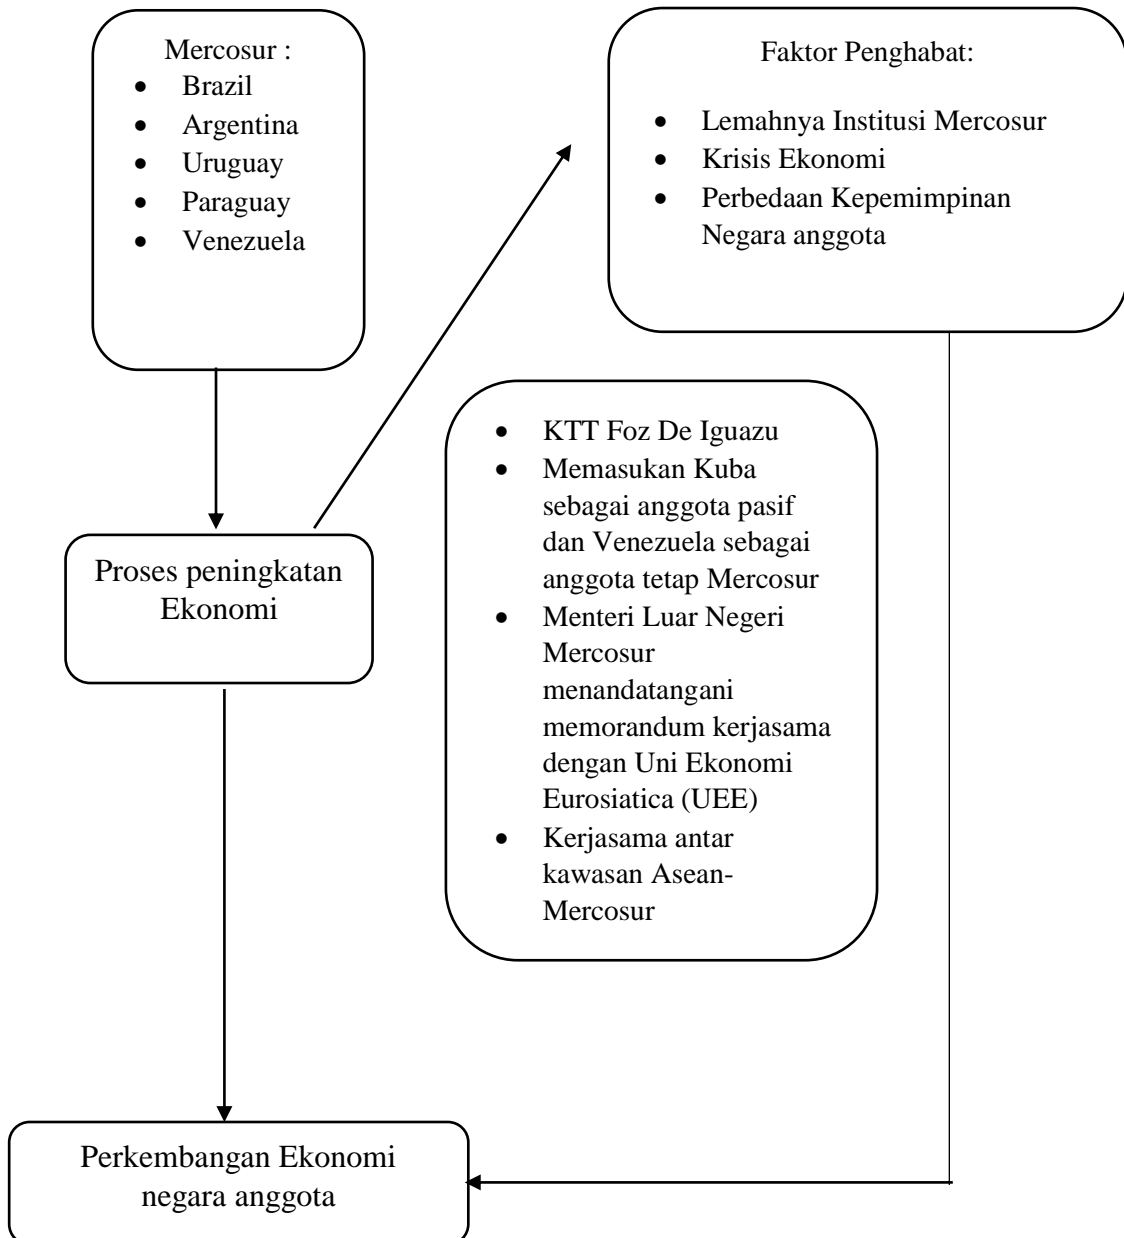 Mercosur :
• Brazil
• Argentina
• Uruguay
• Paraguay
• Venezuela
Faktor Penghabat:
• Lemahnya Institusi Mercosur
• Krisis Ekonomi
• Perbedaan Kepemimpinan
Negara anggota
• KTT Foz De Iguazu
• Memasukan Kuba
sebagai anggota pasif
dan Venezuela sebagai
anggota tetap Mercosur
• Menteri Luar Negeri
Mercosur
menandatangani
memorandum kerjasama
dengan Uni Ekonomi
Eurosiatica (UEE)
• Kerjasama antar
kawasan Asean-
Mercosur
Proses peningkatan
Ekonomi
Perkembangan Ekonomi
negara anggota